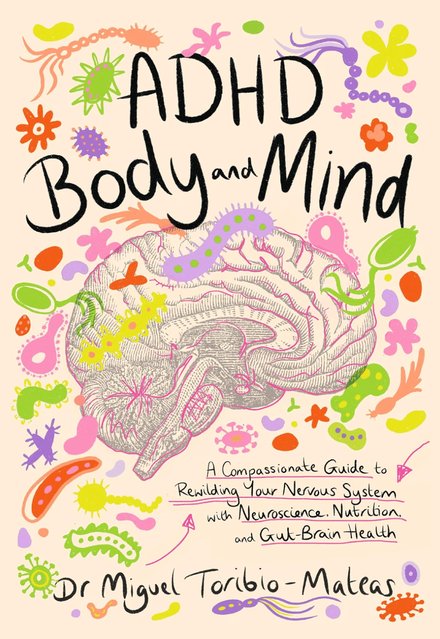 ADHD
Body and Mind
A Compassionate Guide to
Rewilding Your Nervous System
with Neuroscience, Nutrition,
and Gut-Brain Health
Dr Miguel Toribio-Mateas